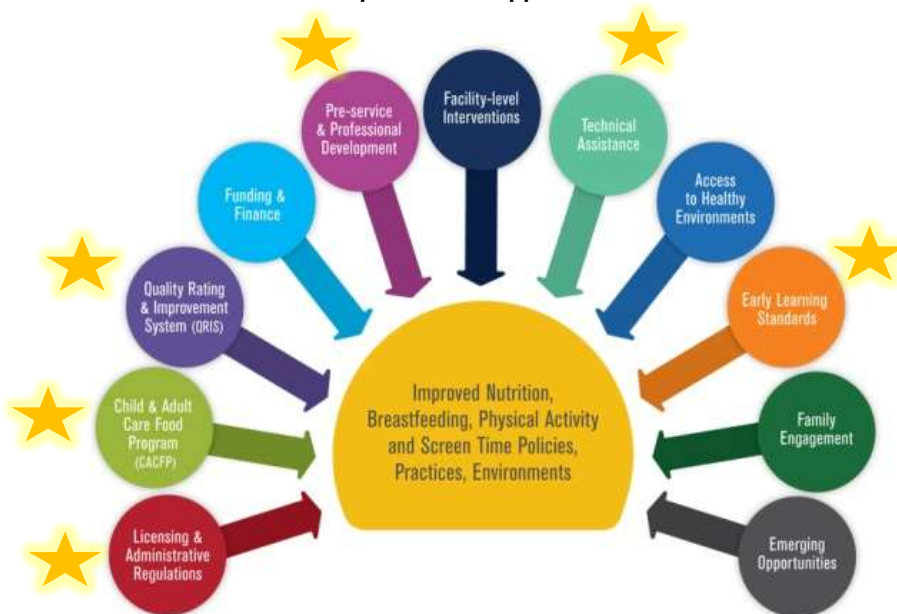 Pre-service
& Professional
Development
Facility-level
Interventions
Technical
Assistance
Funding &
Finance
Access
to Healthy
Environments
Quality Rating
& Improvement
System (QRIS)
Early Learning
Standards
Child & Adult
Care Food
Program
(CACFP)
Improved Nutrition,
Breastfeeding, Physical Activity
and Screen Time Policies,
Practices, Environments
Family
Engagement
Licensing &
Administrative
Regulations
Emerging
Opportunities